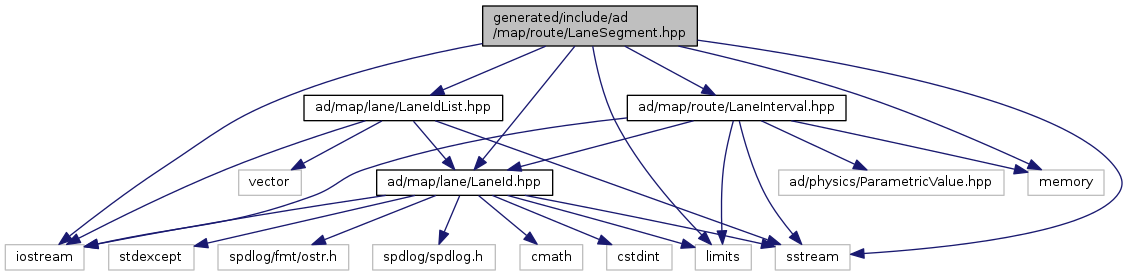 generated/include/ad
/map/route/LaneSegment.hpp
ad/map/lane/LaneIdList.hpp
ad/map/route/LaneInterval.hpp
vector
ad/map/lane/LaneId.hpp
ad/physics/ParametricValue.hpp
memory
iostream
stdexcept
spdlog/fmt/ostr.h
spdlog/spdlog.h
cmath
cstdint
limits
sstream